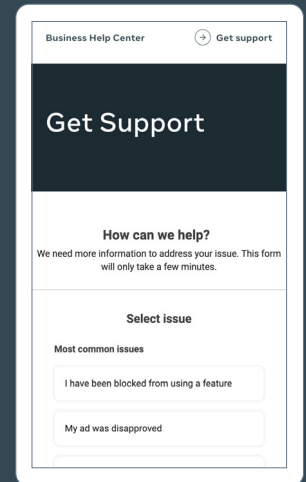 Business Help Center
Get support
Get Support
How can we help?
We need more information to address your issue. This form
will only take a few minutes.
Select issue
Most common issues
I have been blocked from using a feature
My ad was disapproved